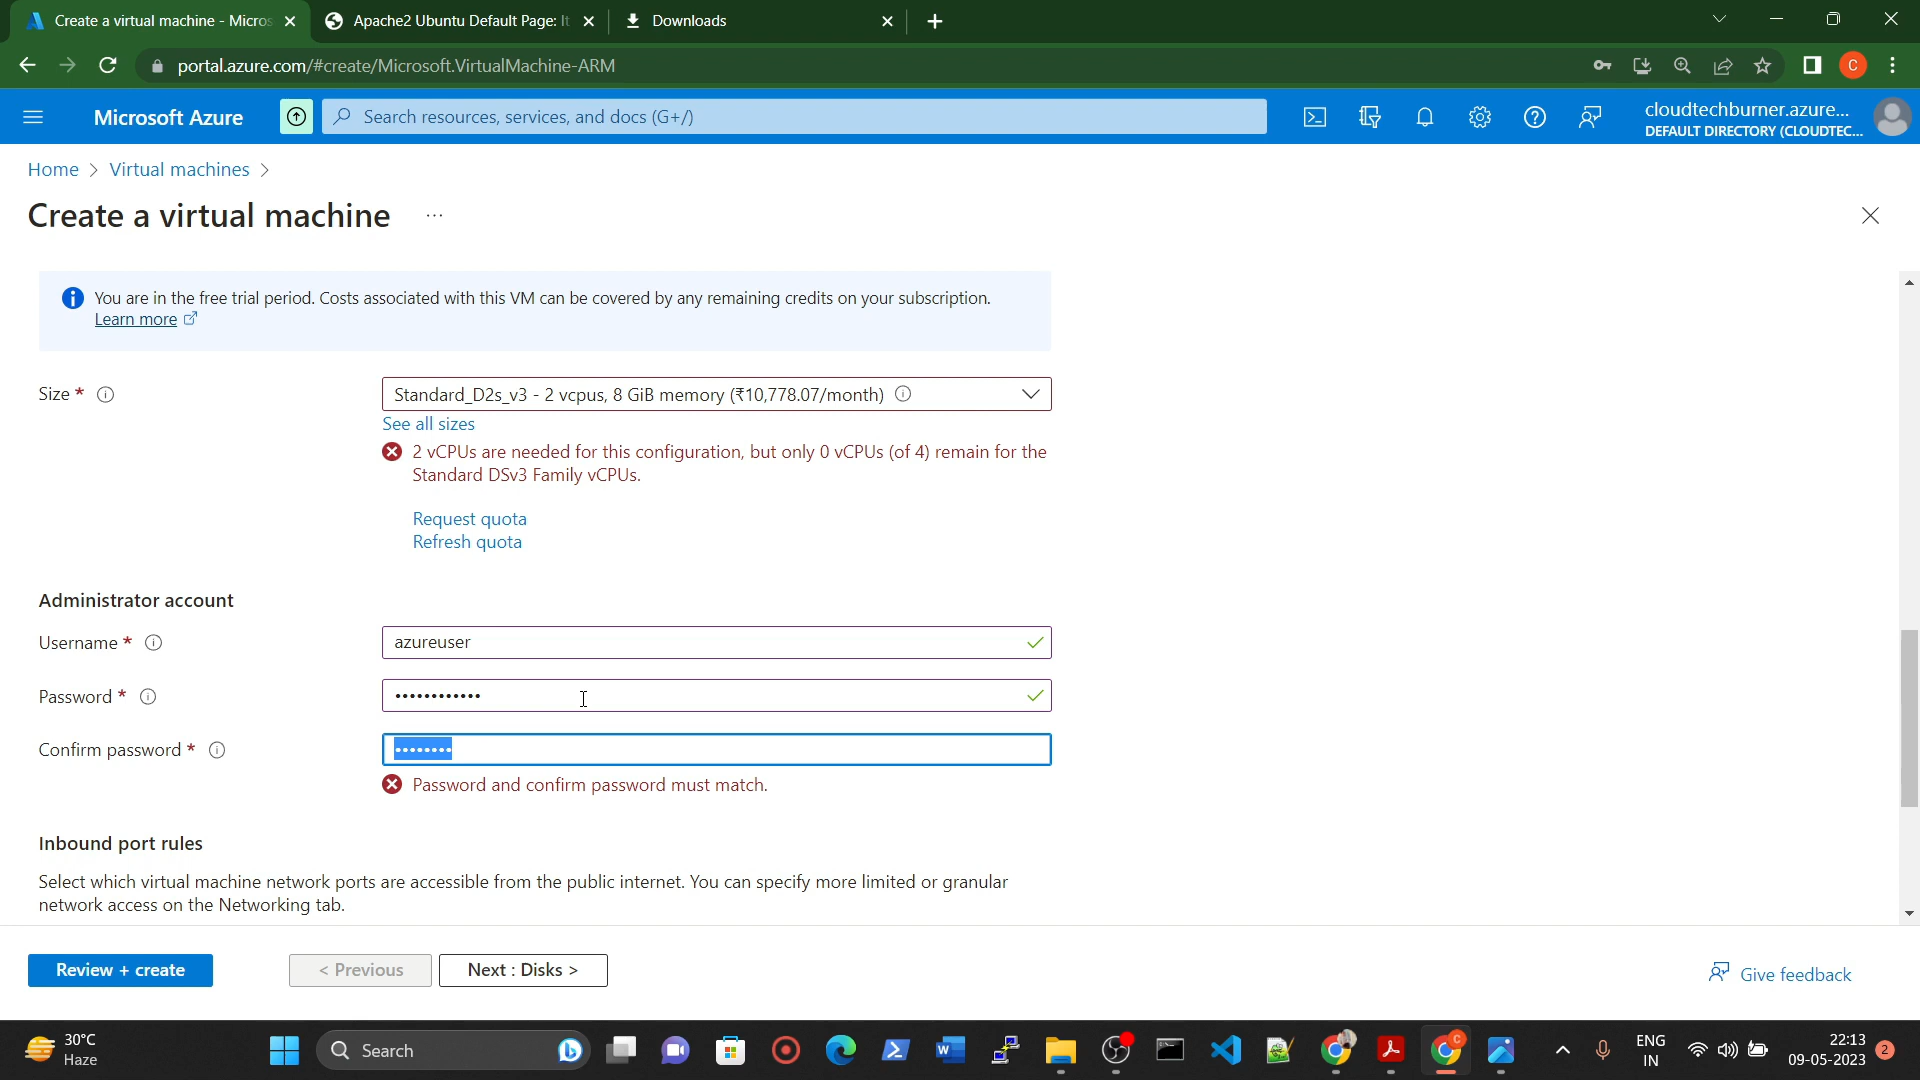 Create a virtual machine - Micros
Apache2 Ubuntu Default Page: It
Downloads
portal.azure.com/#create/Microsoft.VirtualMachine-ARM
C
Microsoft Azure
Search resources, services, and docs (G+/)
cloudtechburner.azure...
DEFAULT DIRECTORY (CLOUDTEC...
Home > Virtual machines >
Create a virtual machine ...
You are in the free trial period. Costs associated with this VM can be covered by any remaining credits on your subscription.
Learn more
Size *
Standard_D2s_v3 - 2 vcpus, 8 GiB memory (₹10,778.07/month)
See all sizes
2 vCPUs are needed for this configuration, but only 0 vCPUs (of 4) remain for the
Standard DSv3 Family vCPUs.
Request quota
Refresh quota
Administrator account
Username *
azureuser
Password *
••••••••••••
Confirm password *
••••••••
Password and confirm password must match.
Inbound port rules
Select which virtual machine network ports are accessible from the public internet. You can specify more limited or granular
network access on the Networking tab.
Review + create
< Previous
Next : Disks >
Give feedback
30°C
Haze
Search
ENG
IN
22:13
09-05-2023
2